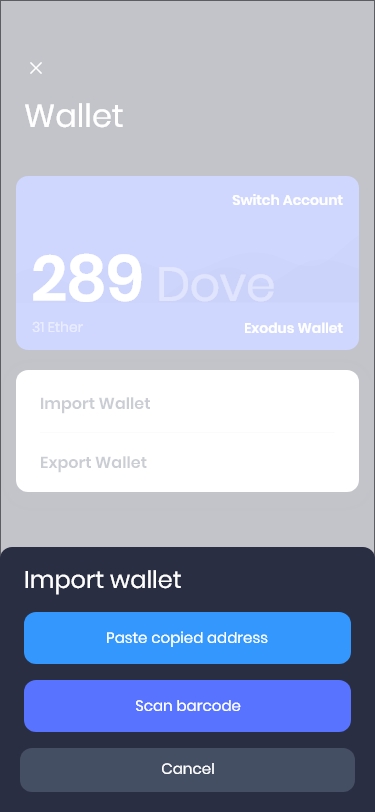 Wallet
Switch Account
289 Dove
31 Ether
Exodus Wallet
Import Wallet
Export Wallet
Import wallet
Paste copied address
Scan barcode
Cancel